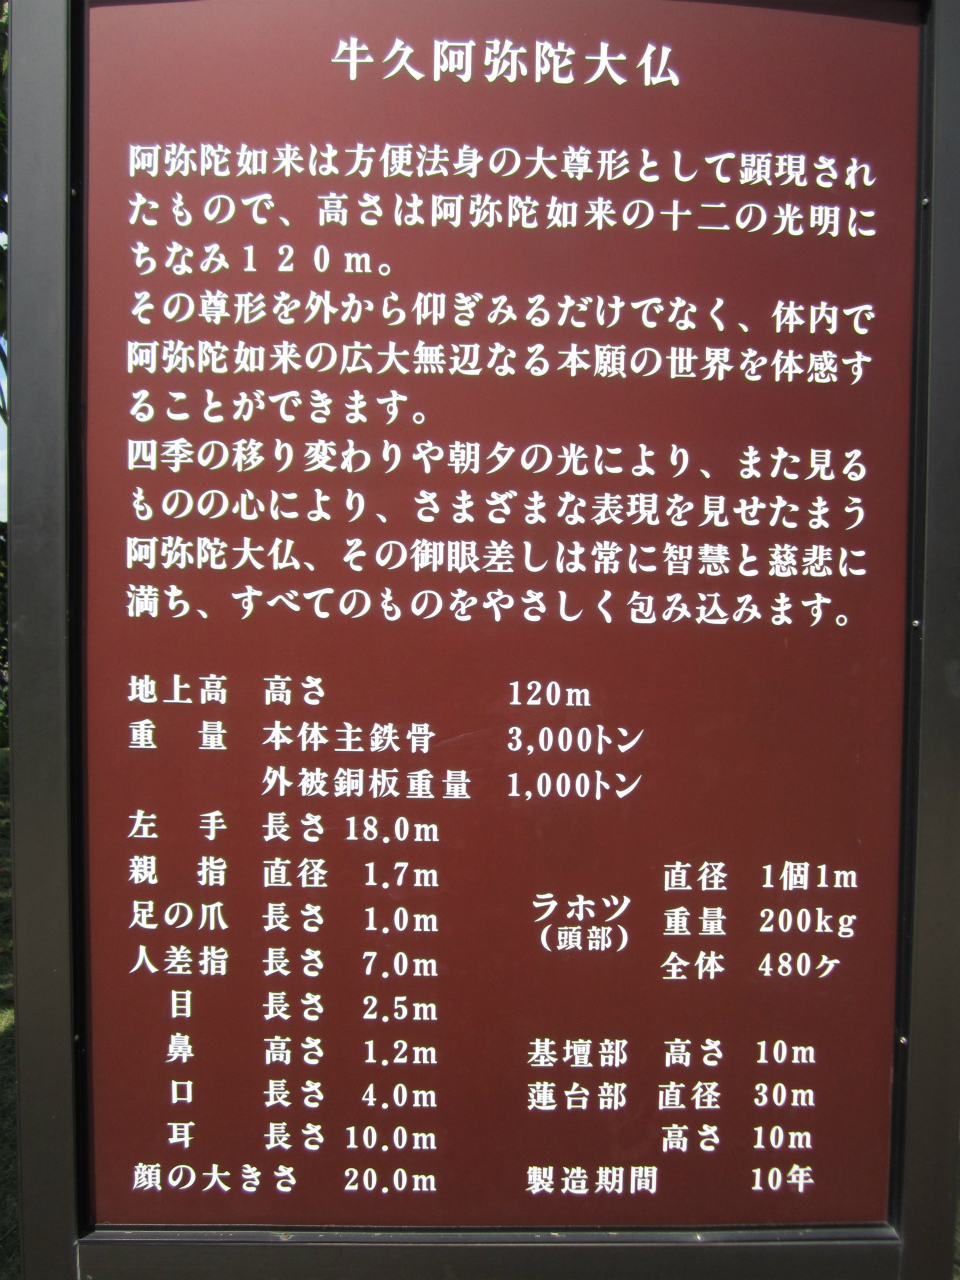 牛久阿弥陀大仏
阿弥陀如来は方便法身の大尊形として顕現され
たもので、高さは阿弥陀如来の十二の光明に
ちなみ１２０ｍ。
その尊形を外から仰ぎみるだけでなく、体内で
阿弥陀如来の広大無辺なる本願の世界を体感す
ることができます。
四季の移り変わりや朝夕の光により、また見る
ものの心により、さまざまな表現を見せたまう
阿弥陀大仏、その御眼差しは常に智慧と慈悲に
満ち、すべてのものをやさしく包み込みます。
地上高 高さ 120m
重量 本体主鉄骨 3,000トン
外被銅板重量 1,000トン
左手 長さ 18.0m
親指 直径 1.7m
足の爪 長さ 1.0m
人差指 長さ 7.0m
目 長さ 2.5m
鼻 高さ 1.2m
口 長さ 4.0m
耳 長さ 10.0m
顔の大きさ 20.0m
ラホツ
（頭部）
直径 1個1m
重量 200kg
全体 480ケ
基壇部 高さ 10m
蓮台部 直径 30m
高さ 10m
製造期間 10年